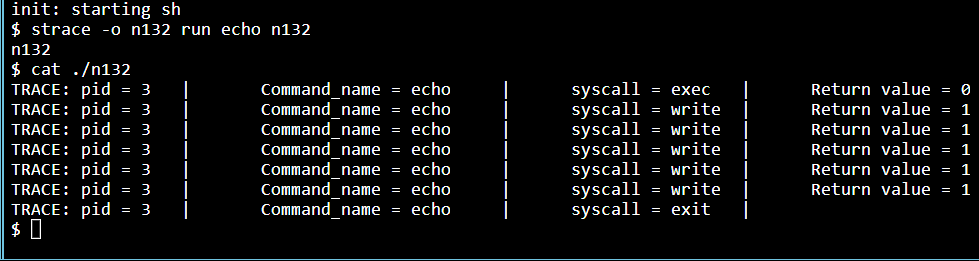 init: starting sh
$ strace -o n132 run echo n132
n132
$ cat ./n132
TRACE: pid = 3   |       Command_name = echo     |      syscall = exec   |      Return value = 0
TRACE: pid = 3   |       Command_name = echo     |      syscall = write  |      Return value = 1
TRACE: pid = 3   |       Command_name = echo     |      syscall = write  |      Return value = 1
TRACE: pid = 3   |       Command_name = echo     |      syscall = write  |      Return value = 1
TRACE: pid = 3   |       Command_name = echo     |      syscall = write  |      Return value = 1
TRACE: pid = 3   |       Command_name = echo     |      syscall = write  |      Return value = 1
TRACE: pid = 3   |       Command_name = echo     |      syscall = exit   |
$